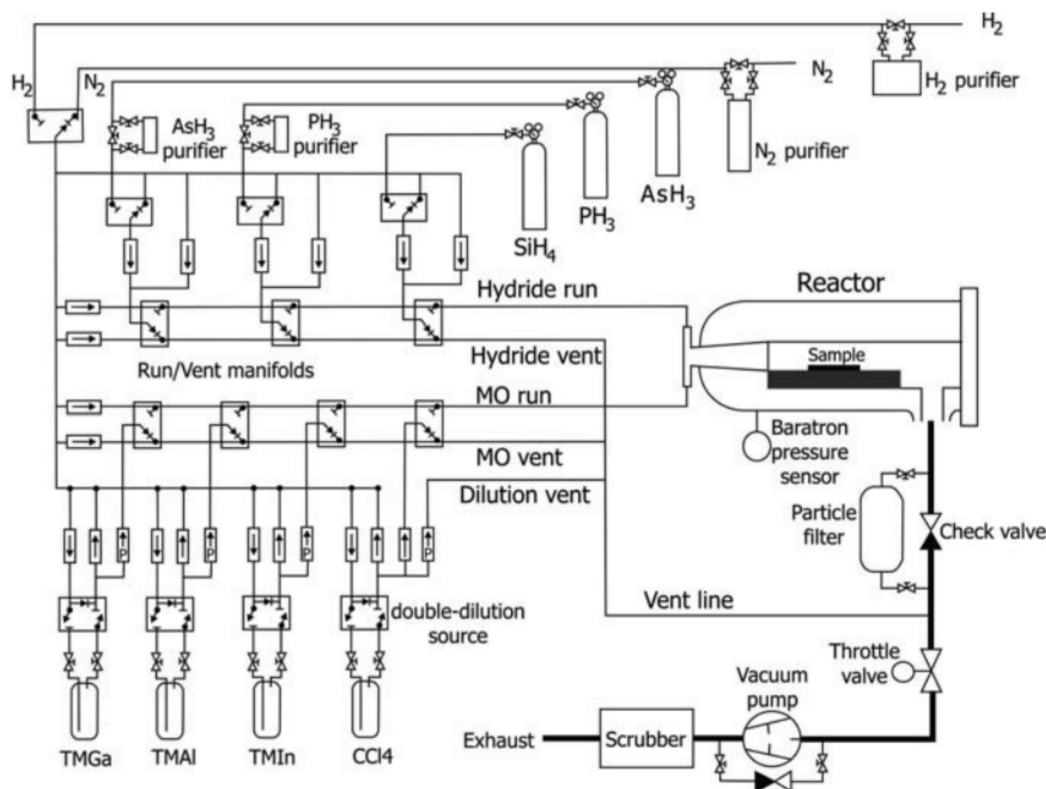 H2
H2
N2
N2
H2 purifier
AsH3
purifier
PH3
purifier
N2 purifier
AsH3
PH3
SiH4
Hydride run
Reactor
Sample
Hydride vent
Run/Vent manifolds
MO run
Baratron
pressure
sensor
MO vent
Dilution vent
Particle
filter
Check valve
P
P
P
P
Vent line
double-dilution
source
Throttle
valve
Vacuum
pump
Exhaust
Scrubber
TMGa
TMAl
TMIn
CCl4